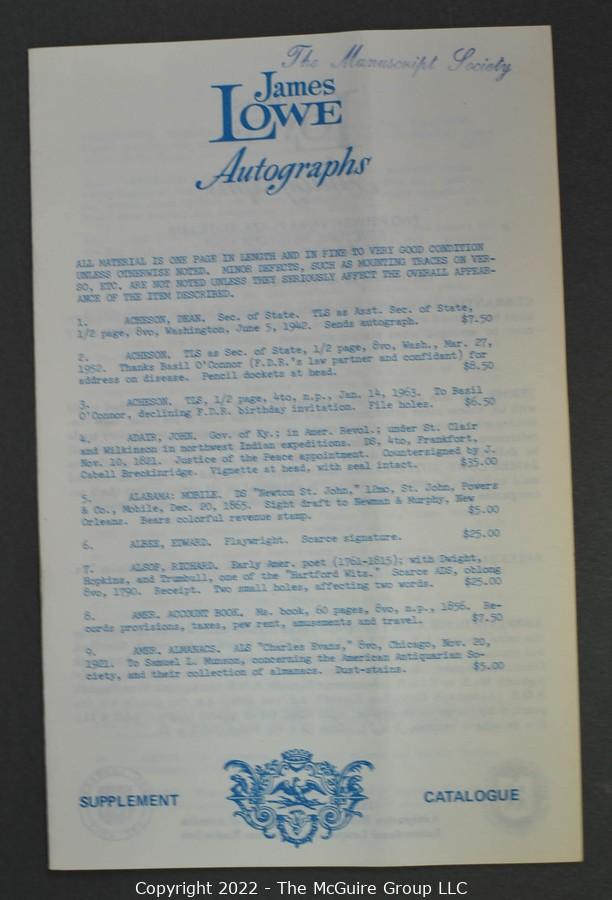 The Manuscript Society
James
LOWE
Autographs
ALL MATERIAL IS ONE PAGE IN LENGTH AND IN FINE TO VERY GOOD CONDITION
UNLESS OTHERWISE NOTED. MINOR DEFECTS, SUCH AS MOUNTING TRACES ON VER-
SO, ETC. ARE NOT NOTED UNLESS THEY SERIOUSLY AFFECT THE OVERALL APPEAR-
ANCE OF THE ITEM DESCRIBED.
1. ACHESON, DEAN. Sec. of State. TLS as Asst. Sec. of State,
1/2 page, 8vo, Washington, June 5, 1942. Sends autograph. $7.50
2. ACHESON. TLS as Sec. of State, 1/2 page, 8vo, Wash., Mar. 27,
1952. Thanks Basil O'Connor (F.D.R.'s law partner and confidant) for
address on disease. Pencil dockets at head. $8.50
3. ACHESON. TLS, 1/2 page, 4to, n.p., Jan. 14, 1963. To Basil
O'Connor, declining F.D.R. birthday invitation. File holes. $6.50
4. ADAIR, JOHN. Gov. of Ky.; in Amer. Revol.; under St. Clair
and Wilkinson in northwest Indian expeditions. DS, 4to, Frankfort,
Nov. 10, 1821. Justice of the Peace appointment. Countersigned by J.
Cabell Breckinridge. Vignette at head, with seal intact. $35.00
5. ALABAMA: MOBILE. DS "Newton St. John," 12mo, St. John, Powers
& Co., Mobile, Dec. 20, 1865. Sight draft to Newman & Murphy, New
Orleans. Bears colorful revenue stamp. $5.00
6. ALBEE, EDWARD. Playwright. Scarce signature. $25.00
7. ALSOP, RICHARD. Early Amer. poet (1761-1815); with Dwight,
Hopkins, and Trumbull, one of the "Hartford Wits." Scarce ADS, oblong
8vo, 1790. Receipt. Two small holes, affecting two words. $25.00
8. AMER. ACCOUNT BOOK. Ms. book, 60 pages, 8vo, n.p., 1856. Re-
cords provisions, taxes, pew rent, amusements and travel. $7.50
9. AMER. ALMANACS. ALS "Charles Evans," 8vo, Chicago, Nov. 20,
1921. To Samuel L. Munson, concerning the American Antiquarian So-
ciety, and their collection of almanacs. Dust-stains. $5.00
SUPPLEMENT CATALOGUE
Copyright 2022 - The McGuire Group LLC